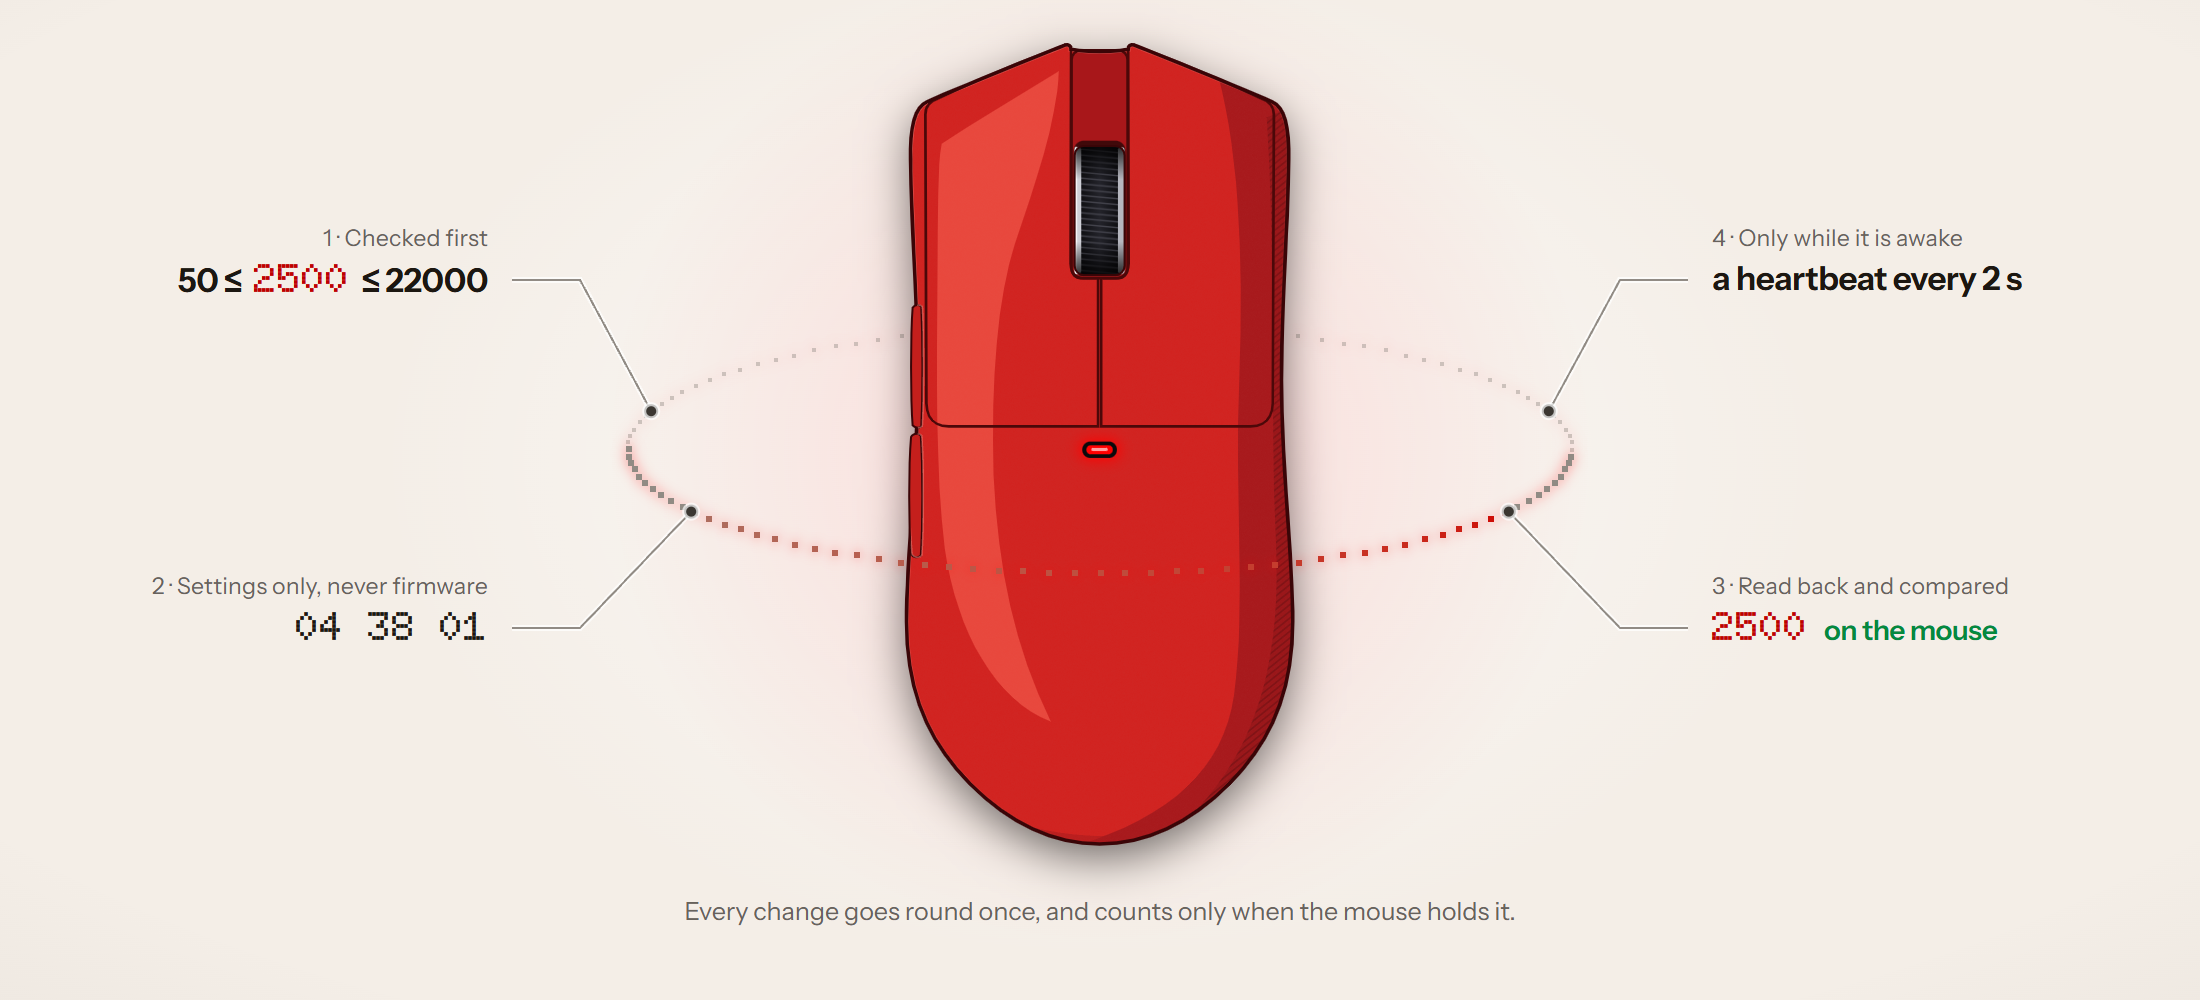 1 · Checked first
50 ≤ 2500 ≤ 22000
2 · Settings only, never firmware
04 38 01
3 · Read back and compared
2500 on the mouse
4 · Only while it is awake
a heartbeat every 2 s
Every change goes round once, and counts only when the mouse holds it.